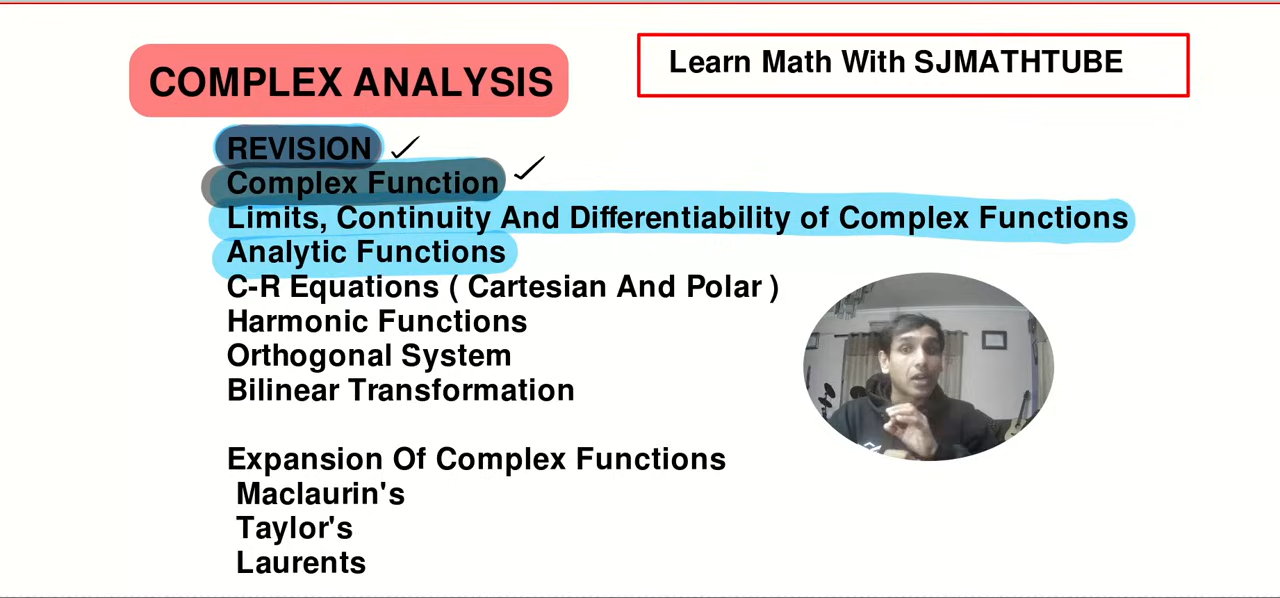 COMPLEX ANALYSIS
Learn Math With SJMATHTUBE
REVISION
Complex Function
Limits, Continuity And Differentiability of Complex Functions
Analytic Functions
C-R Equations ( Cartesian And Polar )
Harmonic Functions
Orthogonal System
Bilinear Transformation
Expansion Of Complex Functions
Maclaurin's
Taylor's
Laurents